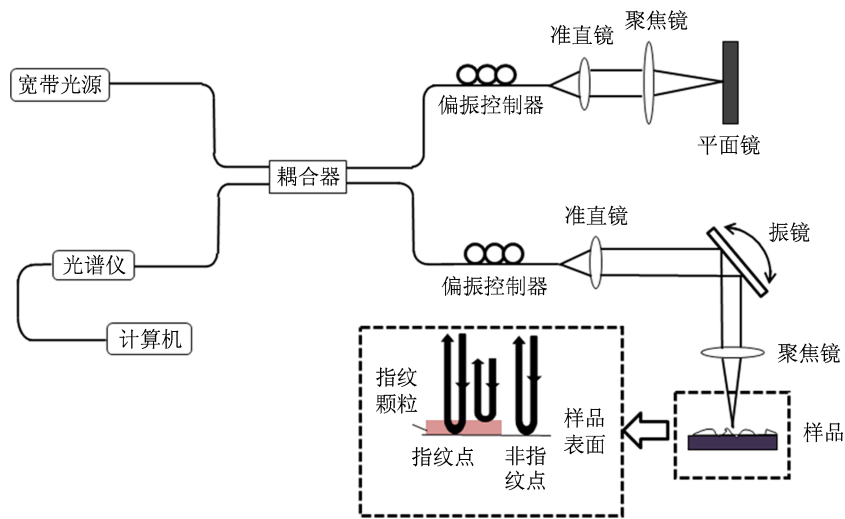 宽带光源
耦合器
光谱仪
计算机
偏振控制器
准直镜
聚焦镜
平面镜
偏振控制器
准直镜
振镜
聚焦镜
样品
指纹
颗粒
指纹点
非指
纹点
样品
表面